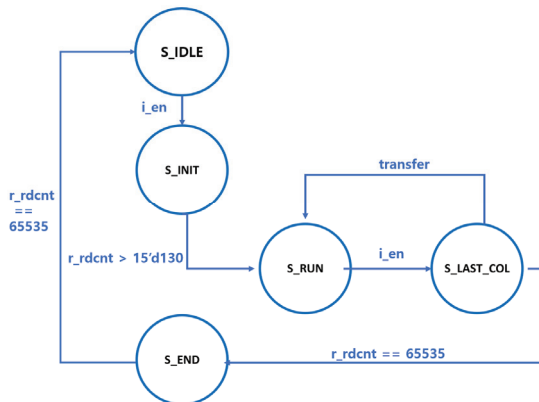 S_IDLE
i_en
S_INIT
transfer
r_rdcnt
==
65535
r_rdcnt > 15'd130
S_RUN
i_en
S_LAST_COL
S_END
r_rdcnt == 65535